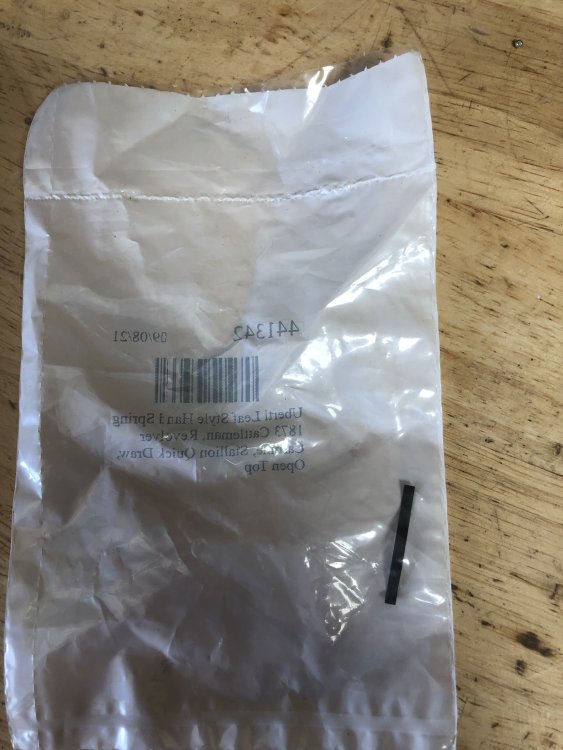 441342 09/08/21
Uberti Leaf Style Hand Spring
1873 Cattleman, Revolver
Carbine, Stallion Quick Draw,
Open Top